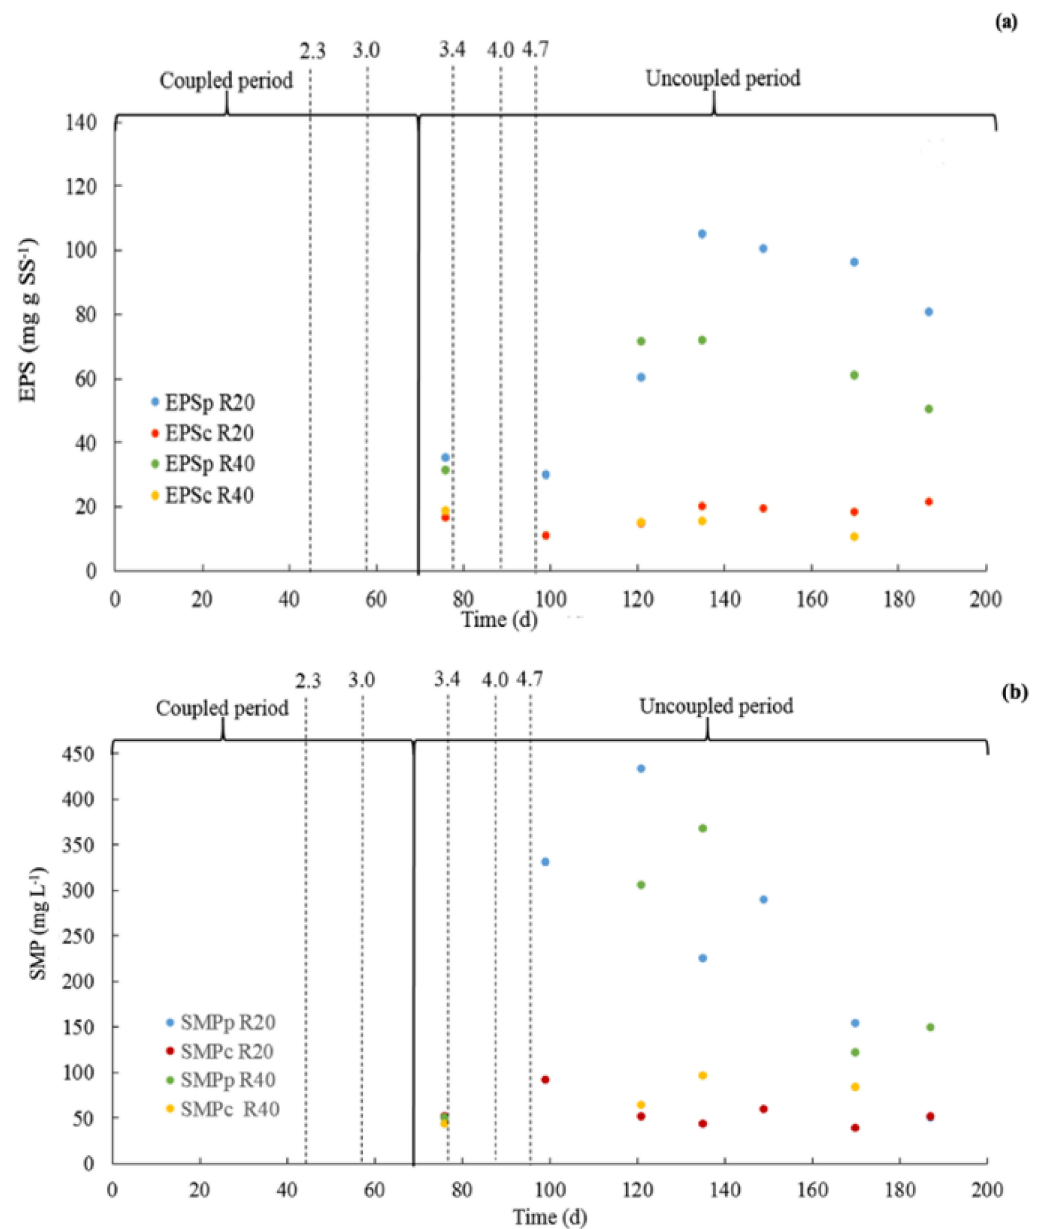 (a)
2.3 3.0 3.4 4.0 4.7
Coupled period Uncoupled period
140
120
100
80
60
40
20
0
EPS (mg g SS-1)
EPSp R20
EPSc R20
EPSp R40
EPSc R40
0 20 40 60 80 100 120 140 160 180 200
Time (d)
(b)
2.3 3.0 3.4 4.0 4.7
Coupled period Uncoupled period
450
400
350
300
250
200
150
100
50
0
SMP (mg L-1)
SMPp R20
SMPc R20
SMPp R40
SMPc R40
0 20 40 60 80 100 120 140 160 180 200
Time (d)